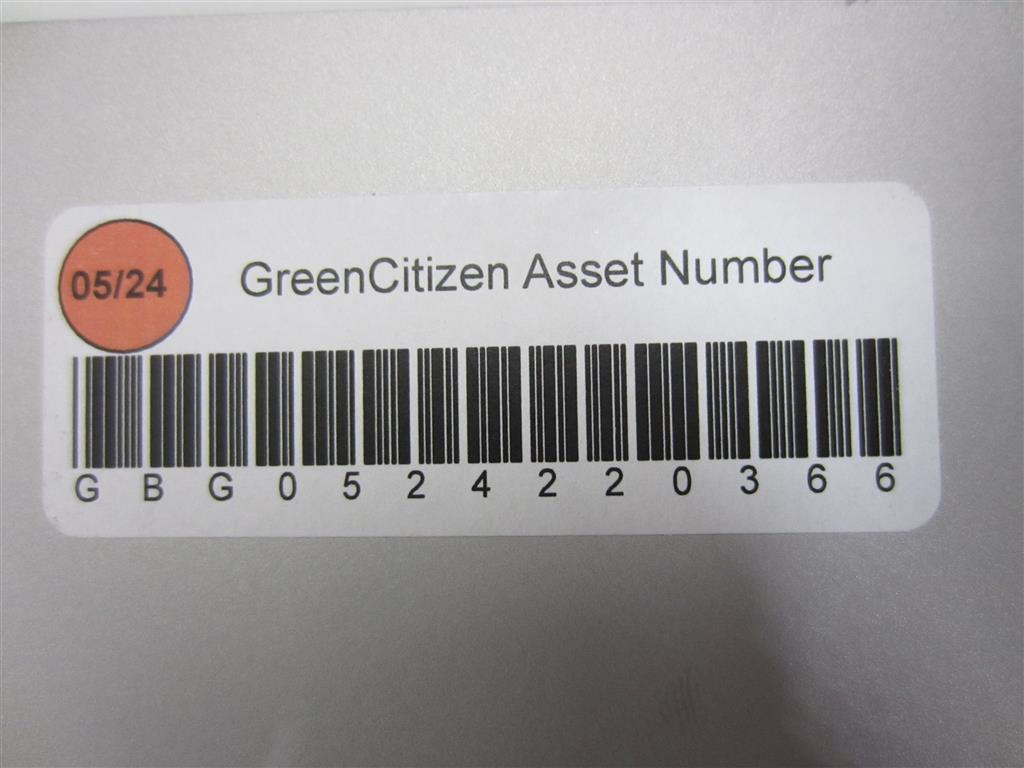 05/24
GreenCitizen Asset Number
G B G 0 5 2 4 2 2 0 3 6 6